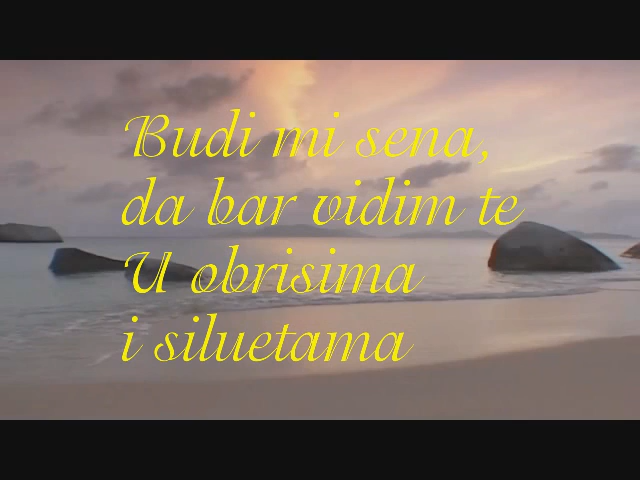 Budi mi sena,
da bar vidim te
U obrisima
i siluetama